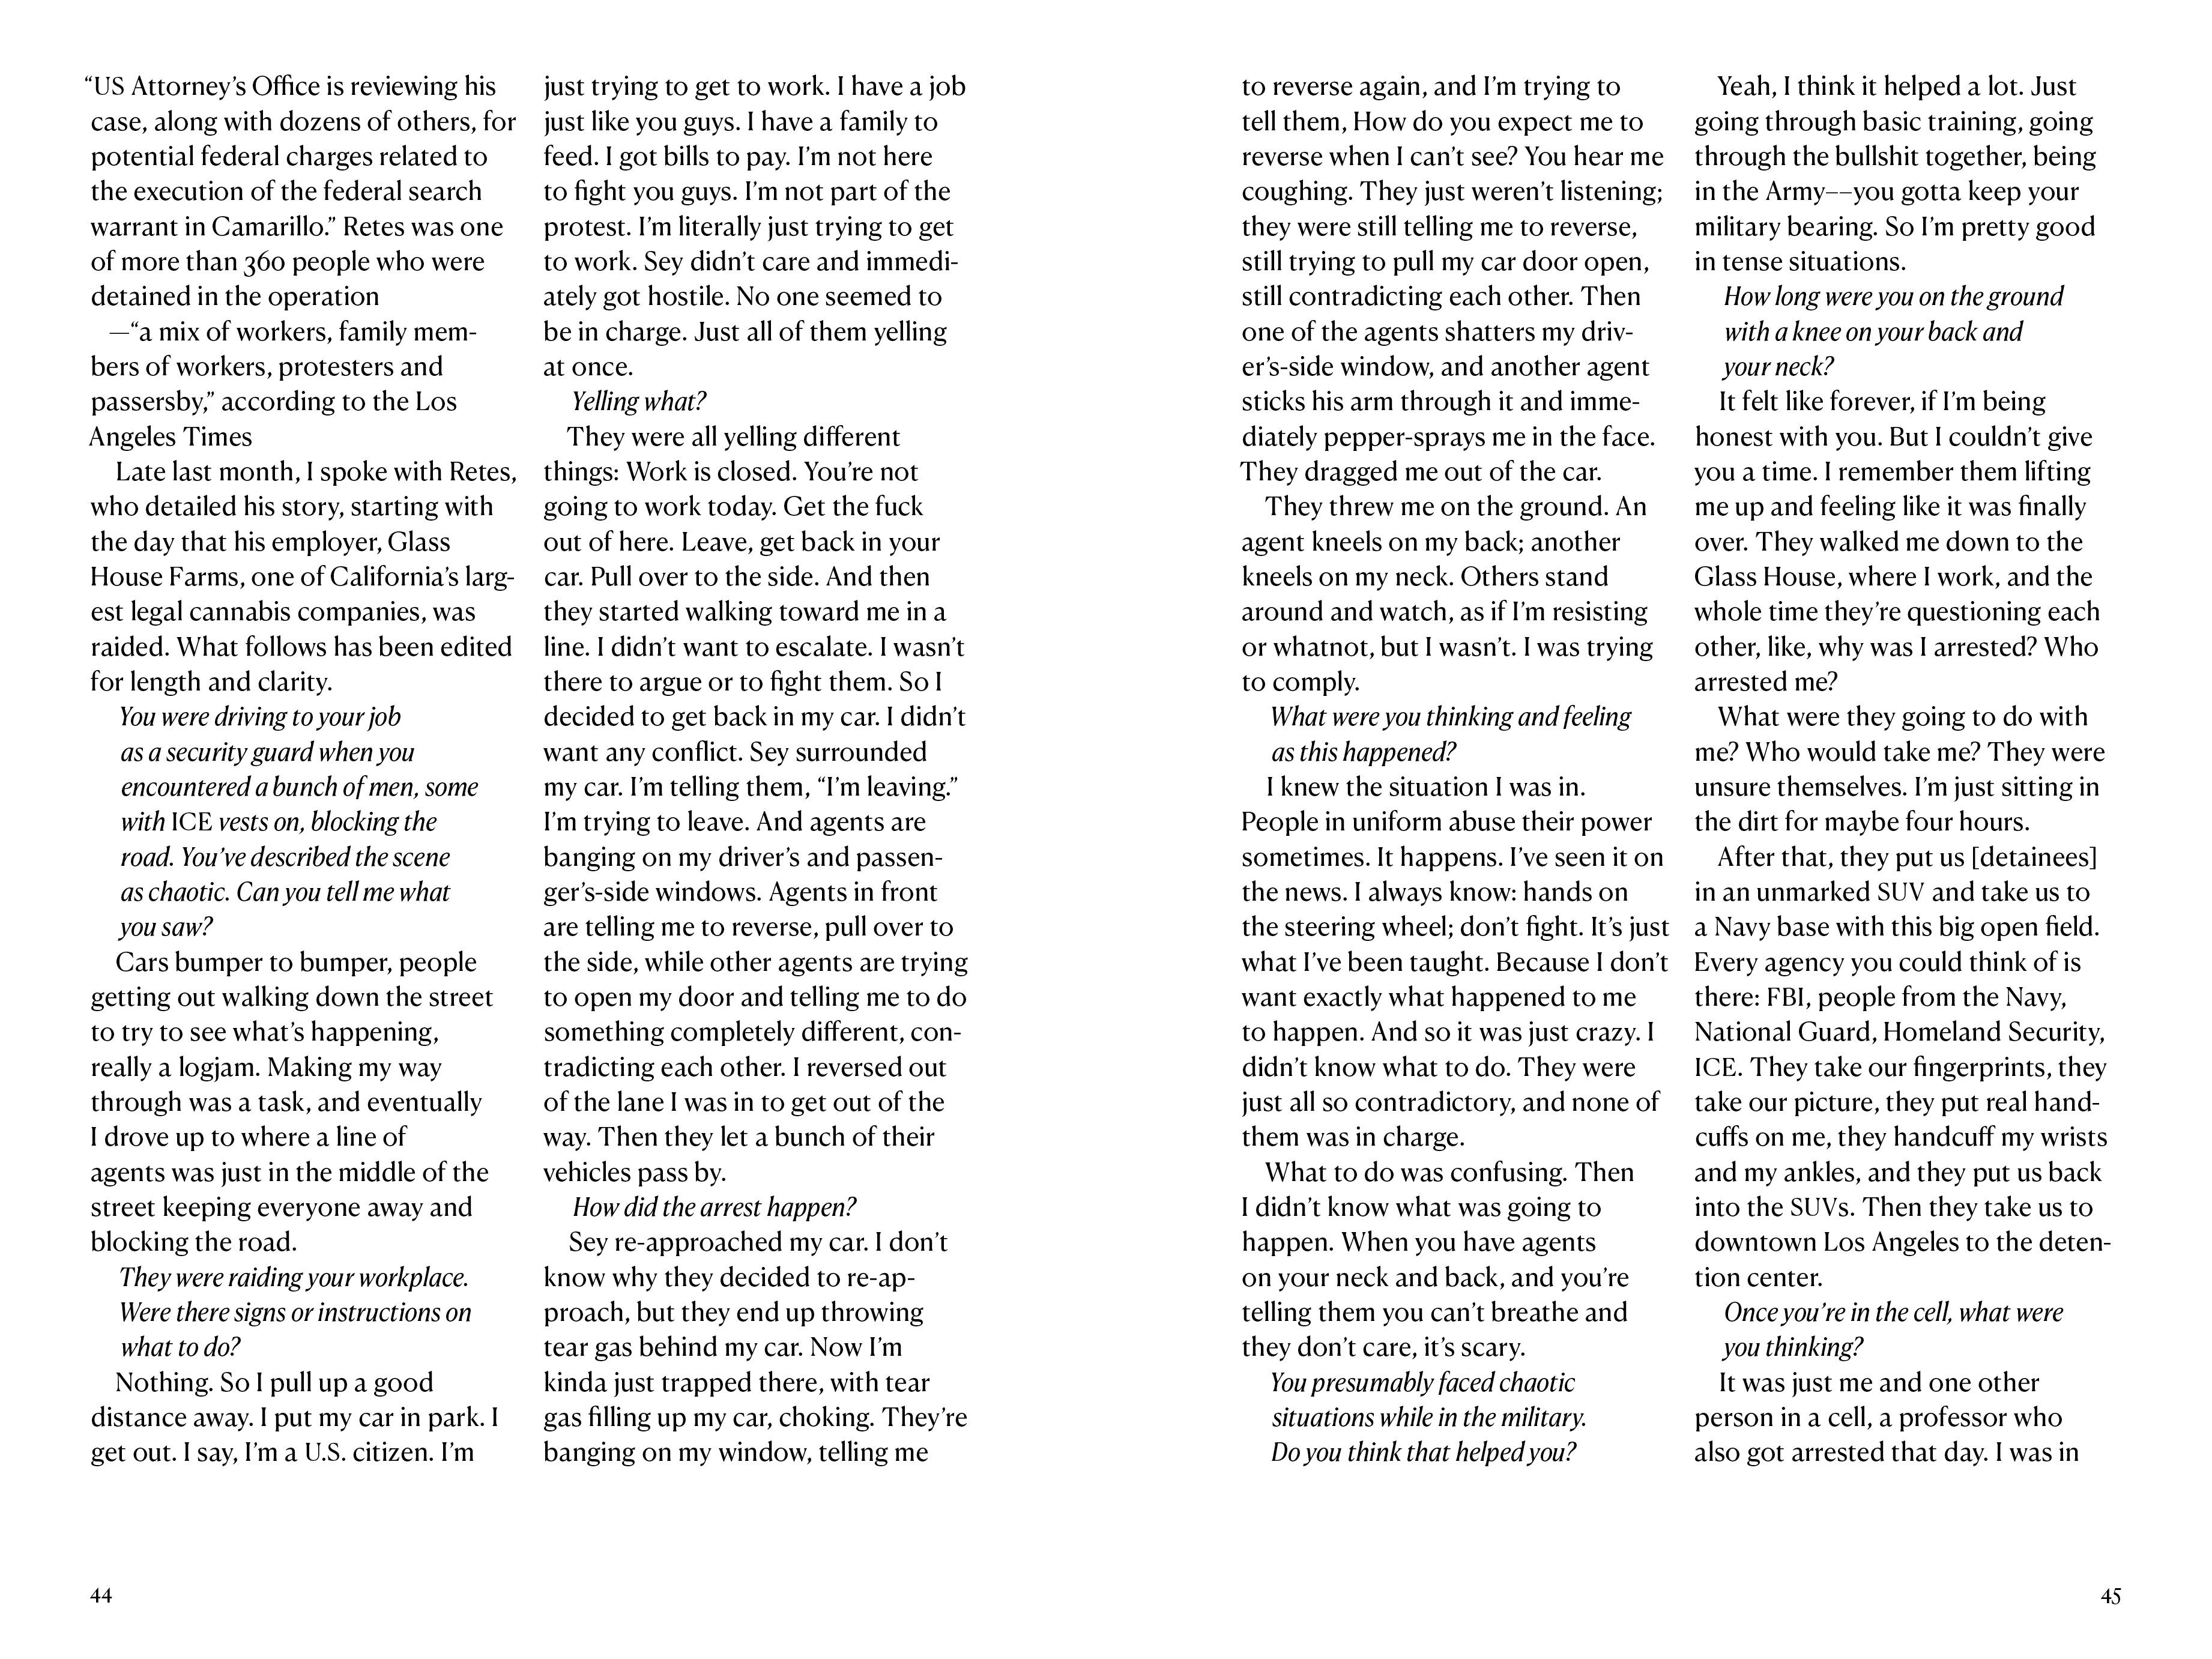 “US Attorney’s Office is reviewing his
case, along with dozens of others, for
potential federal charges related to
the execution of the federal search
warrant in Camarillo.” Retes was one
of more than 360 people who were
detained in the operation
—“a mix of workers, family mem-
bers of workers, protesters and
passersby,” according to the Los
Angeles Times
Late last month, I spoke with Retes,
who detailed his story, starting with
the day that his employer, Glass
House Farms, one of California’s larg-
est legal cannabis companies, was
raided. What follows has been edited
for length and clarity.
You were driving to your job
as a security guard when you
encountered a bunch of men, some
with ICE vests on, blocking the
road. You’ve described the scene
as chaotic. Can you tell me what
you saw?
Cars bumper to bumper, people
getting out walking down the street
to try to see what’s happening,
really a logjam. Making my way
through was a task, and eventually
I drove up to where a line of
agents was just in the middle of the
street keeping everyone away and
blocking the road.
They were raiding your workplace.
Were there signs or instructions on
what to do?
Nothing. So I pull up a good
distance away. I put my car in park. I
get out. I say, I’m a U.S. citizen. I’m
just trying to get to work. I have a job
just like you guys. I have a family to
feed. I got bills to pay. I’m not here
to fight you guys. I’m not part of the
protest. I’m literally just trying to get
to work. Sey didn’t care and immedi-
ately got hostile. No one seemed to
be in charge. Just all of them yelling
at once.
Yelling what?
They were all yelling different
things: Work is closed. You’re not
going to work today. Get the fuck
out of here. Leave, get back in your
car. Pull over to the side. And then
they started walking toward me in a
line. I didn’t want to escalate. I wasn’t
there to argue or to fight them. So I
decided to get back in my car. I didn’t
want any conflict. Sey surrounded
my car. I’m telling them, “I’m leaving.”
I’m trying to leave. And agents are
banging on my driver’s and passen-
ger’s-side windows. Agents in front
are telling me to reverse, pull over to
the side, while other agents are trying
to open my door and telling me to do
something completely different, con-
tradicting each other. I reversed out
of the lane I was in to get out of the
way. Then they let a bunch of their
vehicles pass by.
How did the arrest happen?
Sey re-approached my car. I don’t
know why they decided to re-ap-
proach, but they end up throwing
tear gas behind my car. Now I’m
kinda just trapped there, with tear
gas filling up my car, choking. They’re
banging on my window, telling me
to reverse again, and I’m trying to
tell them, How do you expect me to
reverse when I can’t see? You hear me
coughing. They just weren’t listening;
they were still telling me to reverse,
still trying to pull my car door open,
still contradicting each other. Then
one of the agents shatters my driv-
er’s-side window, and another agent
sticks his arm through it and imme-
diately pepper-sprays me in the face.
They dragged me out of the car.
They threw me on the ground. An
agent kneels on my back; another
kneels on my neck. Others stand
around and watch, as if I’m resisting
or whatnot, but I wasn’t. I was trying
to comply.
What were you thinking and feeling
as this happened?
I knew the situation I was in.
People in uniform abuse their power
sometimes. It happens. I’ve seen it on
the news. I always know: hands on
the steering wheel; don’t fight. It’s just
what I’ve been taught. Because I don’t
want exactly what happened to me
to happen. And so it was just crazy. I
didn’t know what to do. They were
just all so contradictory, and none of
them was in charge.
What to do was confusing. Then
I didn’t know what was going to
happen. When you have agents
on your neck and back, and you’re
telling them you can’t breathe and
they don’t care, it’s scary.
You presumably faced chaotic
situations while in the military.
Do you think that helped you?
Yeah, I think it helped a lot. Just
going through basic training, going
through the bullshit together, being
in the Army––you gotta keep your
military bearing. So I’m pretty good
in tense situations.
How long were you on the ground
with a knee on your back and
your neck?
It felt like forever, if I’m being
honest with you. But I couldn’t give
you a time. I remember them lifting
me up and feeling like it was finally
over. They walked me down to the
Glass House, where I work, and the
whole time they’re questioning each
other, like, why was I arrested? Who
arrested me?
What were they going to do with
me? Who would take me? They were
unsure themselves. I’m just sitting in
the dirt for maybe four hours.
After that, they put us [detainees]
in an unmarked SUV and take us to
a Navy base with this big open field.
Every agency you could think of is
there: FBI, people from the Navy,
National Guard, Homeland Security,
ICE. They take our fingerprints, they
take our picture, they put real hand-
cuffs on me, they handcuff my wrists
and my ankles, and they put us back
into the SUVs. Then they take us to
downtown Los Angeles to the deten-
tion center.
Once you’re in the cell, what were
you thinking?
It was just me and one other
person in a cell, a professor who
also got arrested that day. I was in
44
45